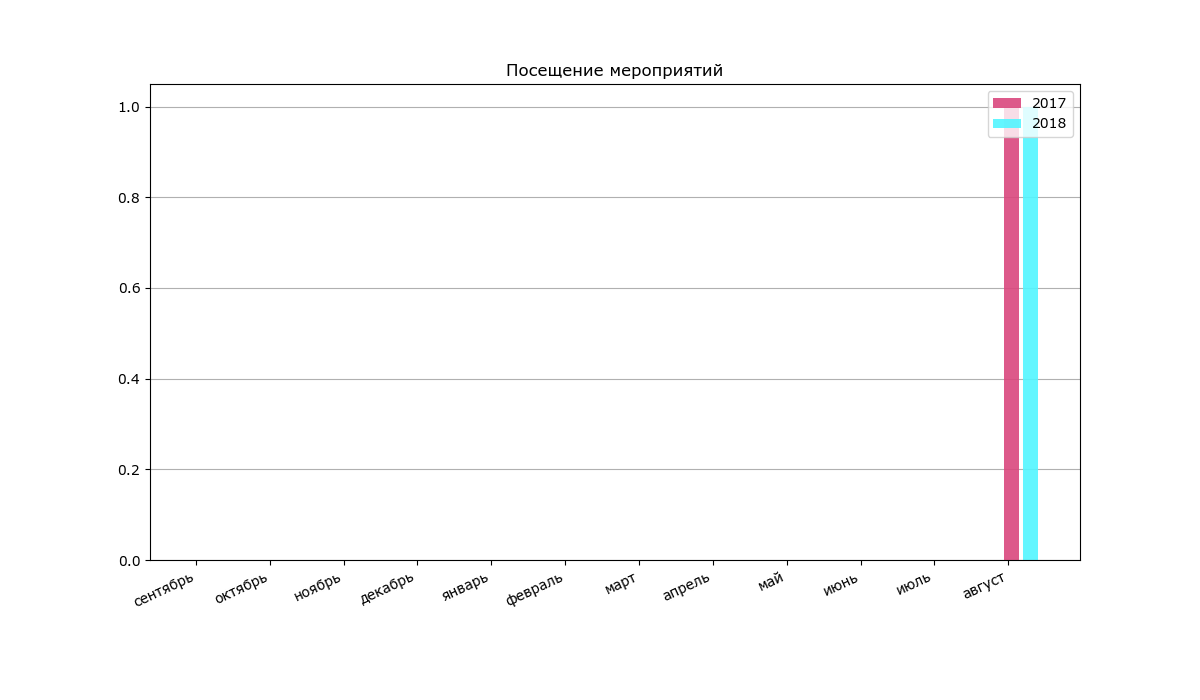 Посещение мероприятий
2017
2018
1.0
0.8
0.6
0.4
0.2
0.0
сентябрь
октябрь
ноябрь
декабрь
январь
февраль
март
апрель
май
июнь
июль
август